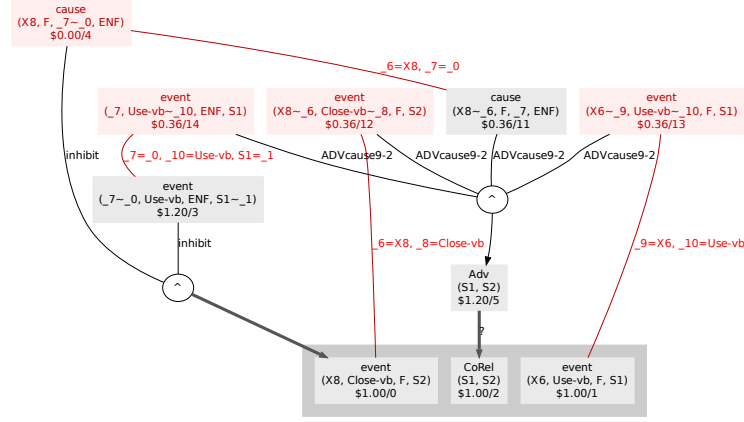 cause
(X8, F, _7~_0, ENF)
$0.00/4
_6=X8, _7=_0
event
(_7, Use-vb~_10, ENF, S1)
$0.36/14
event
(X8~_6, Close-vb~_8, F, S2)
$0.36/12
cause
(X8~_6, F, _7, ENF)
$0.36/11
event
(X6~_9, Use-vb~_10, F, S1)
$0.36/13
inhibit
_7=_0, _10=Use-vb, S1=_1
ADVcause9-2
ADVcause9-2
ADVcause9-2
ADVcause9-2
event
(_7~_0, Use-vb, ENF, S1~_1)
$1.20/3
^
inhibit
_6=X8, _8=Close-vb
_9=X6, _10=Use-vb
^
Adv
(S1, S2)
$1.20/5
?
event
(X8, Close-vb, F, S2)
$1.00/0
CoRel
(S1, S2)
$1.00/2
event
(X6, Use-vb, F, S1)
$1.00/1